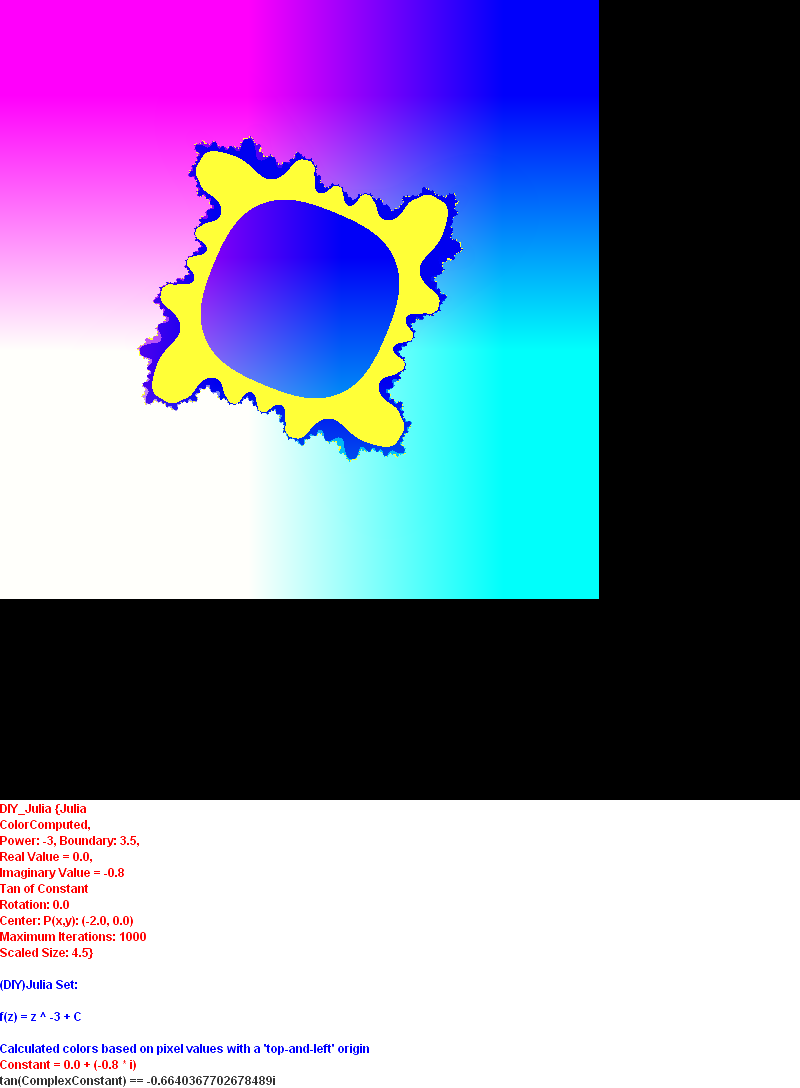 DIY_Julia {Julia
ColorComputed,
Power: -3, Boundary: 3.5,
Real Value = 0.0,
Imaginary Value = -0.8
Tan of Constant
Rotation: 0.0
Center: P(x,y): (-2.0, 0.0)
Maximum Iterations: 1000
Scaled Size: 4.5}
(DIY)Julia Set:
f(z) = z ^ -3 + C
Calculated colors based on pixel values with a 'top-and-left' origin
Constant = 0.0 + (-0.8 * i)
tan(ComplexConstant) == -0.6640367702678489i